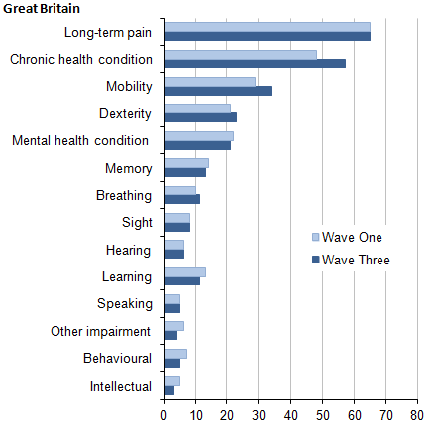 Great Britain
Long-term pain
Chronic health condition
Mobility
Dexterity
Mental health condition
Memory
Breathing
Sight
Hearing
Learning
Speaking
Other impairment
Behavioural
Intellectual
Wave One
Wave Three
0 10 20 30 40 50 60 70 80